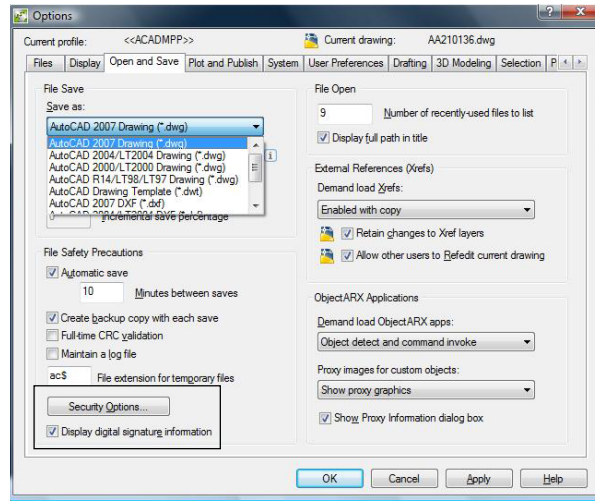 Options
Current profile: <<ACADMPP>> Current drawing: AA210136.dwg
Files Display Open and Save Plot and Publish System User Preferences Drafting 3D Modeling Selection P
File Save
Save as:
AutoCAD 2007 Drawing (*.dwg)
AutoCAD 2007 Drawing (*.dwg)
AutoCAD 2004/LT2004 Drawing (*.dwg)
AutoCAD 2000/LT2000 Drawing (*.dwg)
AutoCAD R14/LT98/LT97 Drawing (*.dwg)
AutoCAD Drawing Template (*.dwt)
AutoCAD 2007 DXF (*.dxf)
AutoCAD 2004/LT2004 DXF (*.dxf)
Incremental save percentage
File Safety Precautions
Automatic save
10 Minutes between saves
Create backup copy with each save
Full-time CRC validation
Maintain a log file
ac$ File extension for temporary files
Security Options...
Display digital signature information
File Open
9 Number of recently-used files to list
Display full path in title
External References (Xrefs)
Demand load Xrefs:
Enabled with copy
Retain changes to Xref layers
Allow other users to Refedit current drawing
ObjectARX Applications
Demand load ObjectARX apps:
Object detect and command invoke
Proxy images for custom objects:
Show proxy graphics
Show Proxy Information dialog box
OK Cancel Apply Help